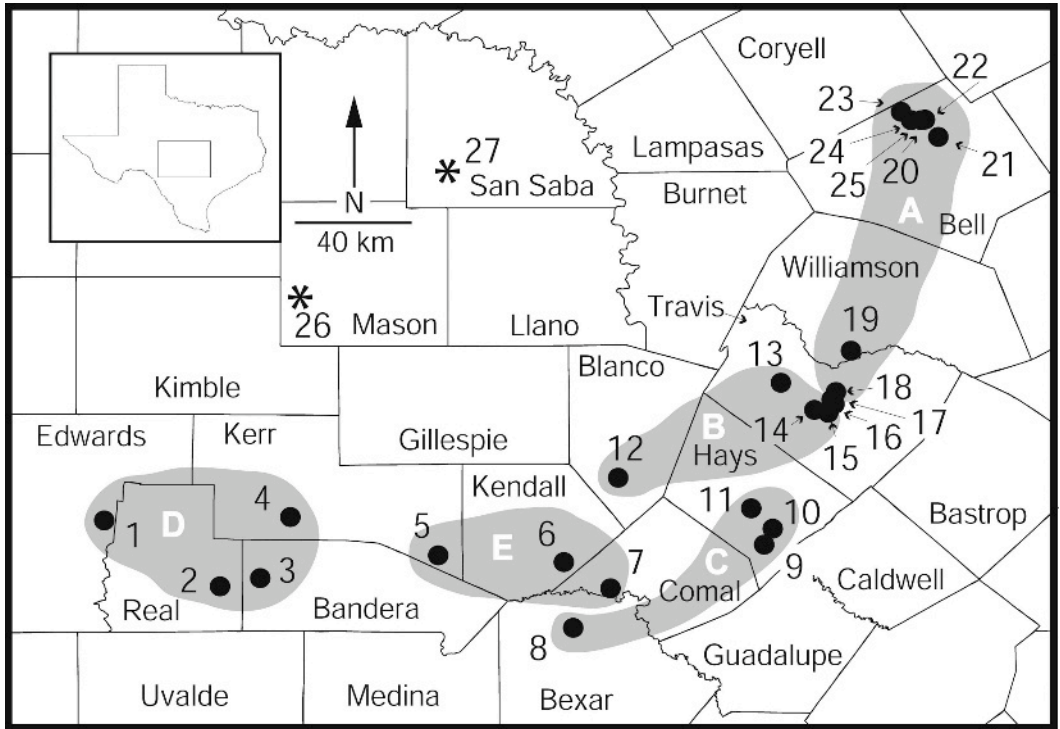 Coryell
22
23
27
Lampasas
24
San Saba
25
20
21
N
Burnet
A
Bell
40 km
Williamson
26
Mason
Llano
Travis
19
13
Blanco
Kimble
18
B
14
17
16
Edwards
Kerr
Gillespie
12
Hays
15
Kendall
11
10
Bastrop
4
D
1
5
E
6
C
9
7
2
3
Comal
Caldwell
Real
Bandera
8
Guadalupe
Uvalde
Medina
Bexar